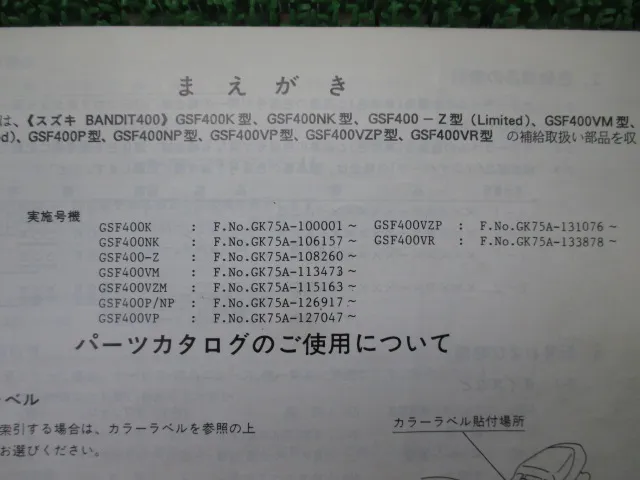 まえがき
は、《スズキ BANDIT400》GSF400K型、GSF400NK型、GSF400－Z型（Limited）、GSF400VM型、
ed）、GSF400P型、GSF400NP型、GSF400VP型、GSF400VZP型、GSF400VR型 の補給取扱い部品を収
実施号機
GSF400K : F.No.GK75A-100001～ GSF400VZP : F.No.GK75A-131076～
GSF400NK : F.No.GK75A-106157～ GSF400VR : F.No.GK75A-133878～
GSF400-Z : F.No.GK75A-108260～
GSF400VM : F.No.GK75A-113473～
GSF400VZM : F.No.GK75A-115163～
GSF400P/NP : F.No.GK75A-126917～
GSF400VP : F.No.GK75A-127047～
パーツカタログのご使用について
ベル
索引する場合は、カラーラベルを参照の上
お選びください。
カラーラベル貼付場所